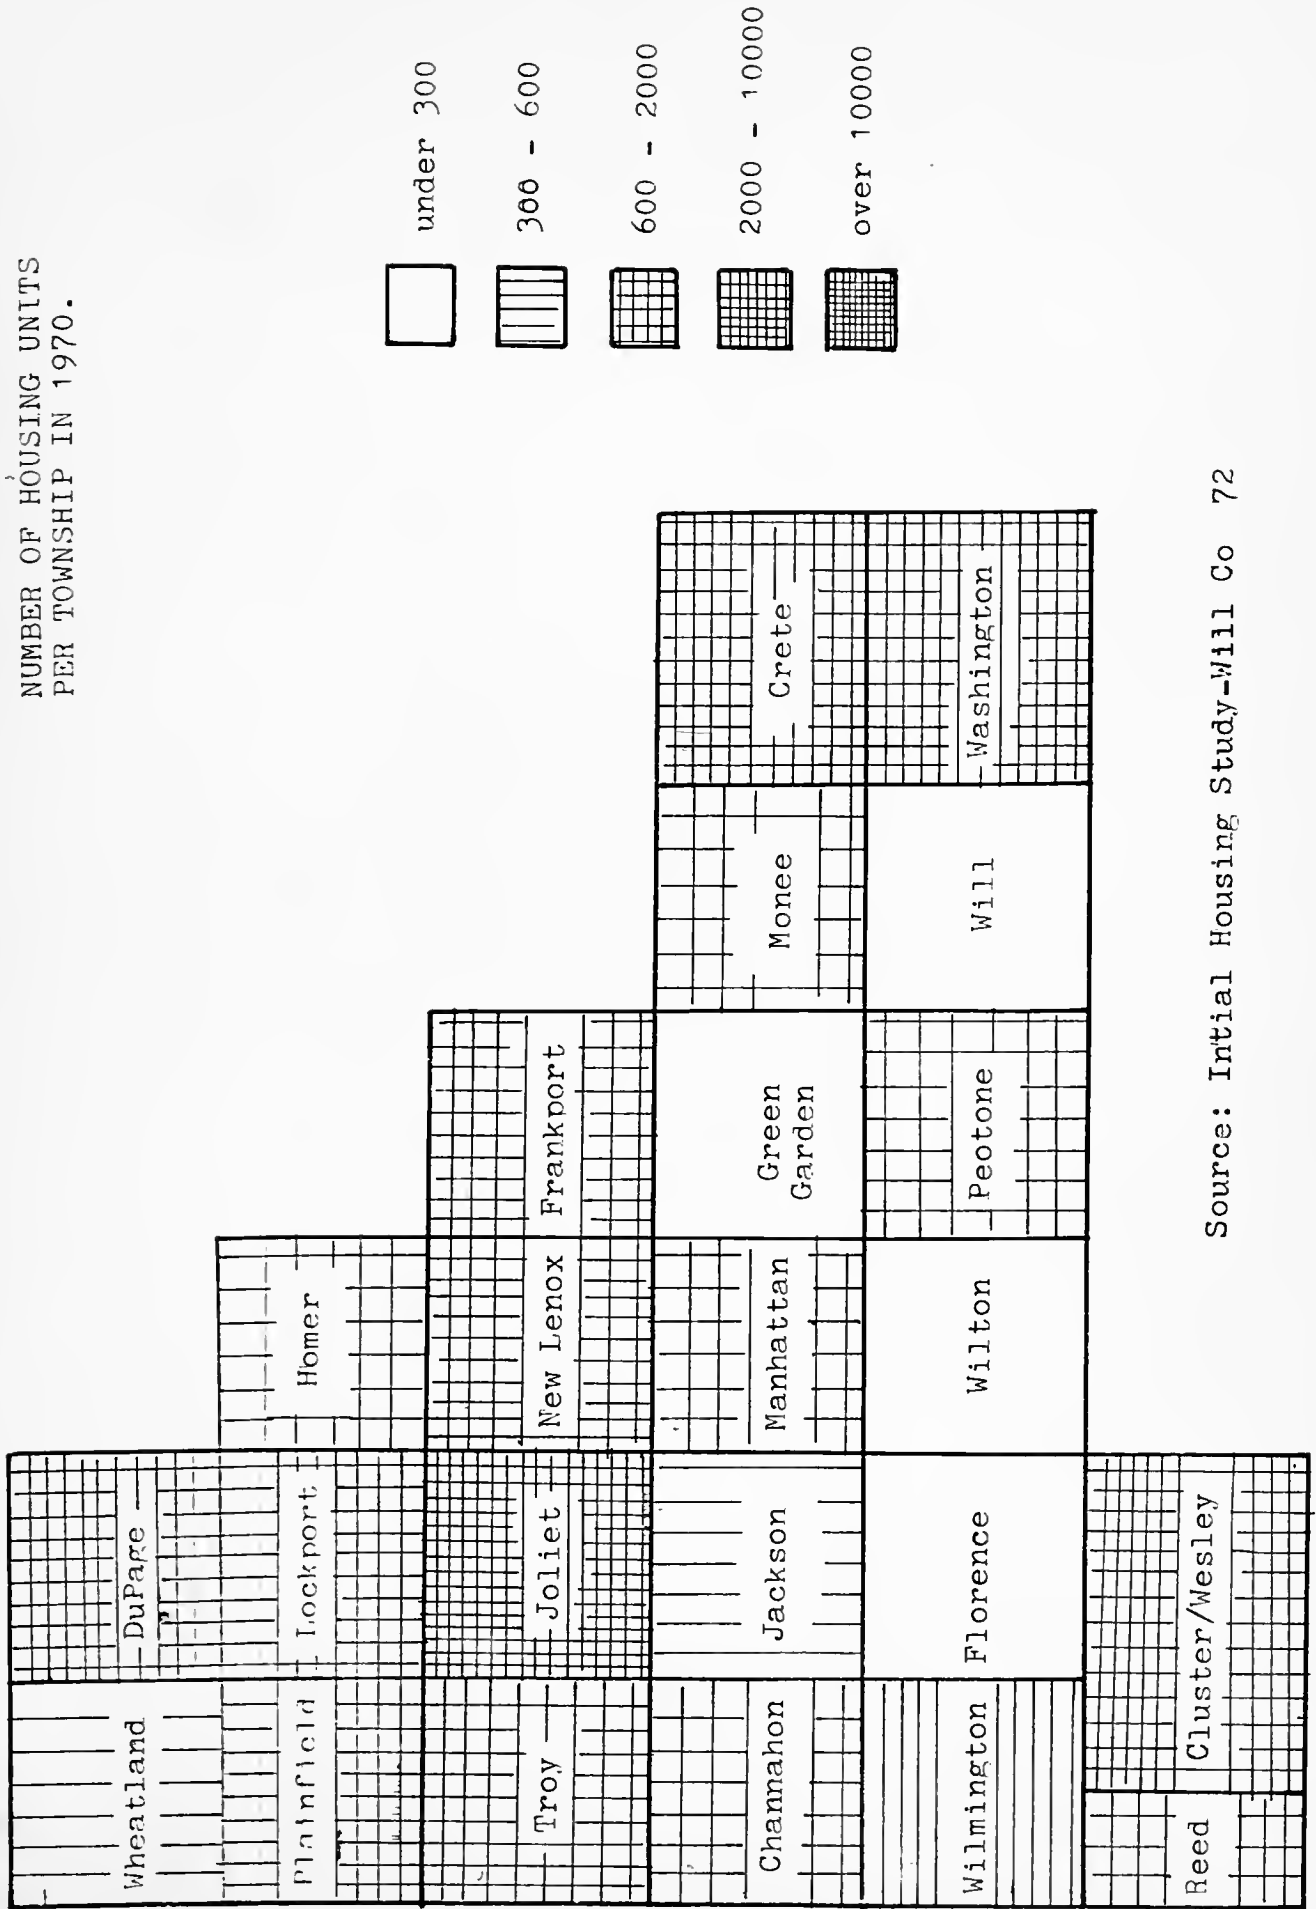 NUMBER OF HOUSING UNITS
PER TOWNSHIP IN 1970.
under 300
300 - 600
600 - 2000
2000 - 10000
over 10000
Wheatland
DuPage
Plainfield
Lockport
Homer
Troy
Joliet
New Lenox
Frankport
Channahon
Jackson
Manhattan
Green
Garden
Monee
Crete
Wilmington
Florence
Wilton
Peotone
Will
Washington
Reed
Cluster/Wesley
Source: Intial Housing Study-Will Co 72